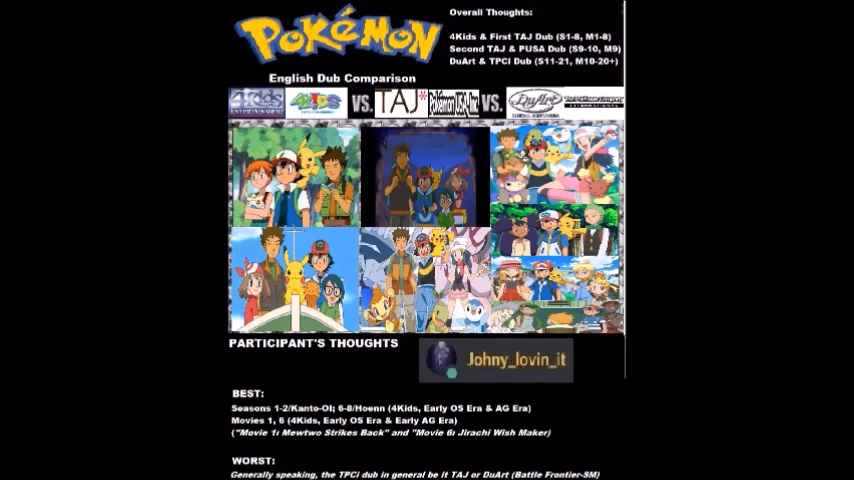 POKéMON
Overall Thoughts:
4Kids & First TAJ Dub (S1-8, M1-8)
Second TAJ & PUSA Dub (S9-10, M9)
DuArt & TPCI Dub (S11-21, M10-20+)
English Dub Comparison
4Kids ENTERTAINMENT 4KIDS VS. TAJ* Pokémon USA, Inc VS. DuArt
PARTICIPANT'S THOUGHTS
Johny_lovin_it
BEST:
Seasons 1-2/Kanto-OI; 6-8/Hoenn (4Kids, Early OS Era & AG Era)
Movies 1, 6 (4Kids, Early OS Era & Early AG Era)
("Movie 1: Mewtwo Strikes Back" and "Movie 6: Jirachi Wish Maker)
WORST:
Generally speaking, the TPCi dub in general be it TAJ or DuArt (Battle Frontier-SM)